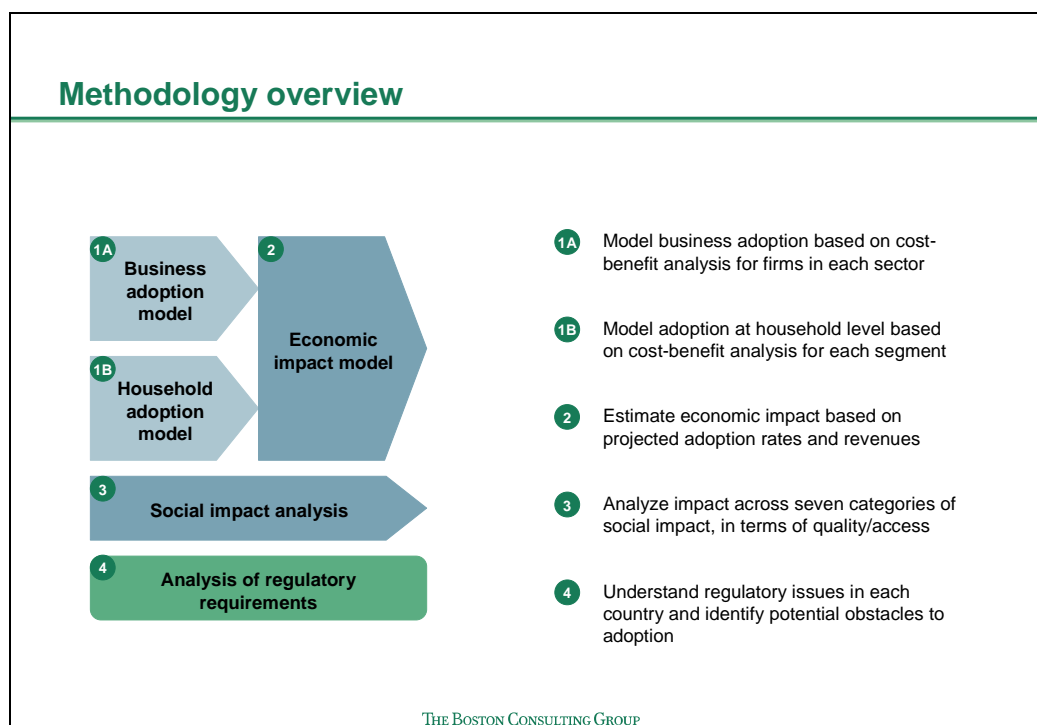 Methodology overview
1A
Business
adoption
model
1B
Household
adoption
model
2
Economic
impact model
3
Social impact analysis
4
Analysis of regulatory
requirements
1A Model business adoption based on cost-
benefit analysis for firms in each sector
1B Model adoption at household level based
on cost-benefit analysis for each segment
2 Estimate economic impact based on
projected adoption rates and revenues
3 Analyze impact across seven categories of
social impact, in terms of quality/access
4 Understand regulatory issues in each
country and identify potential obstacles to
adoption
THE BOSTON CONSULTING GROUP